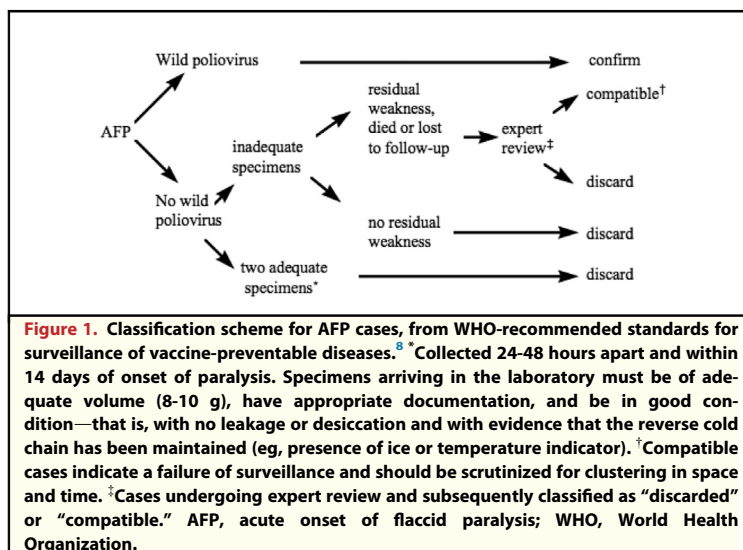 Wild poliovirus
confirm
AFP
No wild
poliovirus
inadequate
specimens
two adequate
specimens*
residual
weakness,
died or lost
to follow-up
no residual
weakness
expert
review‡
compatible†
discard
discard
discard
Figure 1. Classification scheme for AFP cases, from WHO-recommended standards for
surveillance of vaccine-preventable diseases.8 *Collected 24-48 hours apart and within
14 days of onset of paralysis. Specimens arriving in the laboratory must be of ade-
quate volume (8-10 g), have appropriate documentation, and be in good con-
dition—that is, with no leakage or desiccation and with evidence that the reverse cold
chain has been maintained (eg, presence of ice or temperature indicator). †Compatible
cases indicate a failure of surveillance and should be scrutinized for clustering in space
and time. ‡Cases undergoing expert review and subsequently classified as “discarded”
or “compatible.” AFP, acute onset of flaccid paralysis; WHO, World Health
Organization.